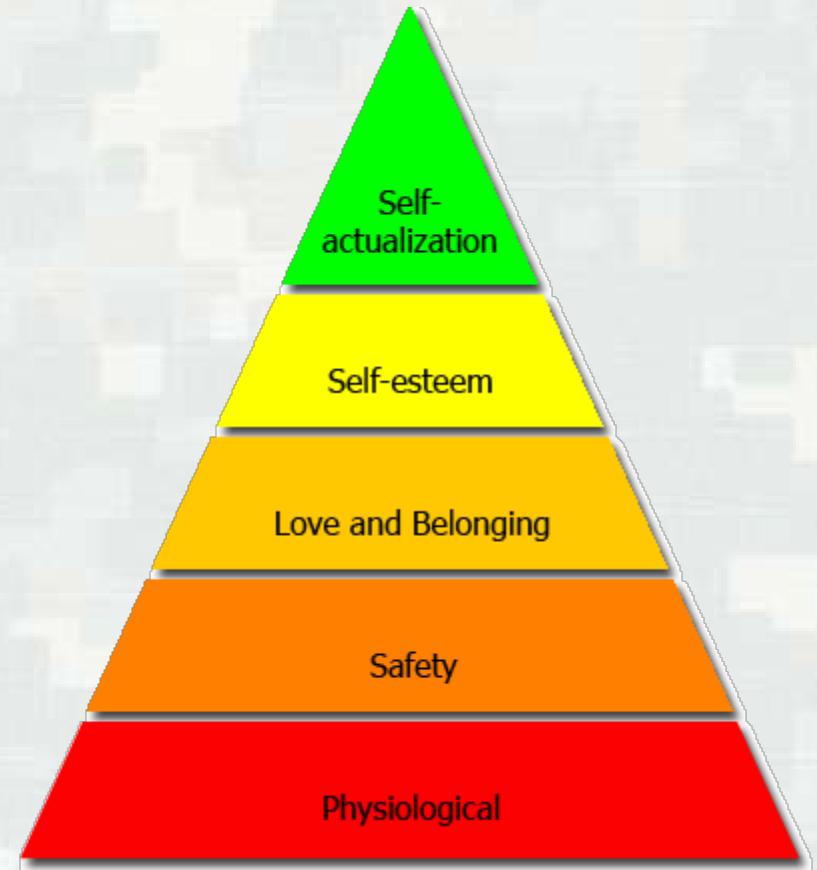 Self-
actualization
Self-esteem
Love and Belonging
Safety
Physiological